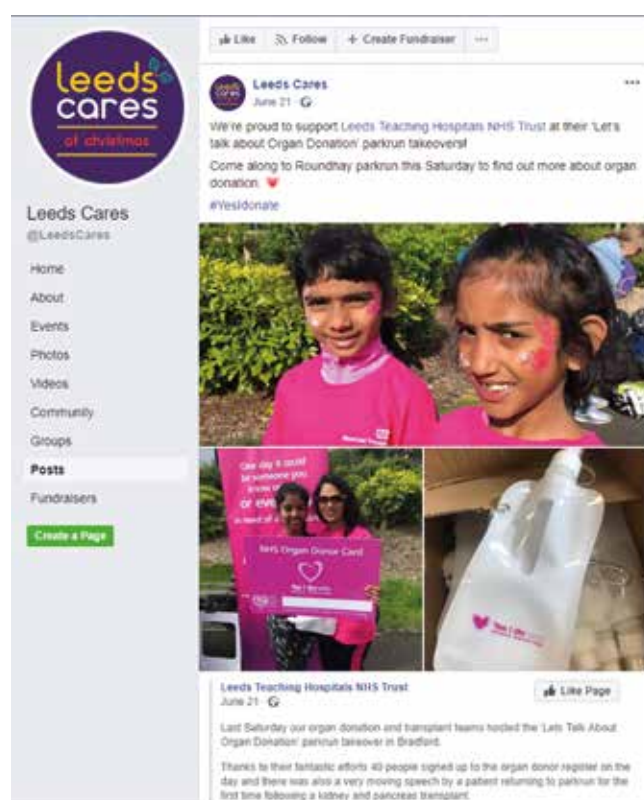 Leeds
cares
at christmas
Leeds Cares
@LeedsCares
Home
About
Events
Photos
Videos
Community
Groups
Posts
Fundraisers
Create a Page
Like
Follow
+ Create Fundraiser
...
Leeds Cares
...
June 21
We're proud to support Leeds Teaching Hospitals NHS Trust at their 'Let's
talk about Organ Donation' parkrun takeovers!
Come along to Roundhay parkrun this Saturday to find out more about organ
donation.
#YesIdonate
One day it could
be someone you
or
in need of a
NHS Organ Donor Card
Yes I
Yes I
Leeds Teaching Hospitals NHS Trust
Like Page
June 21
Last Saturday our organ donation and transplant teams hosted the 'Lets Talk About
Organ Donation' parkrun takeover in Bradford.
Thanks to their fantastic efforts 40 people signed up to the organ donor register on the
day and there was also a very moving speech by a patient returning to parkrun for the
first time following a kidney and pancreas transplant.